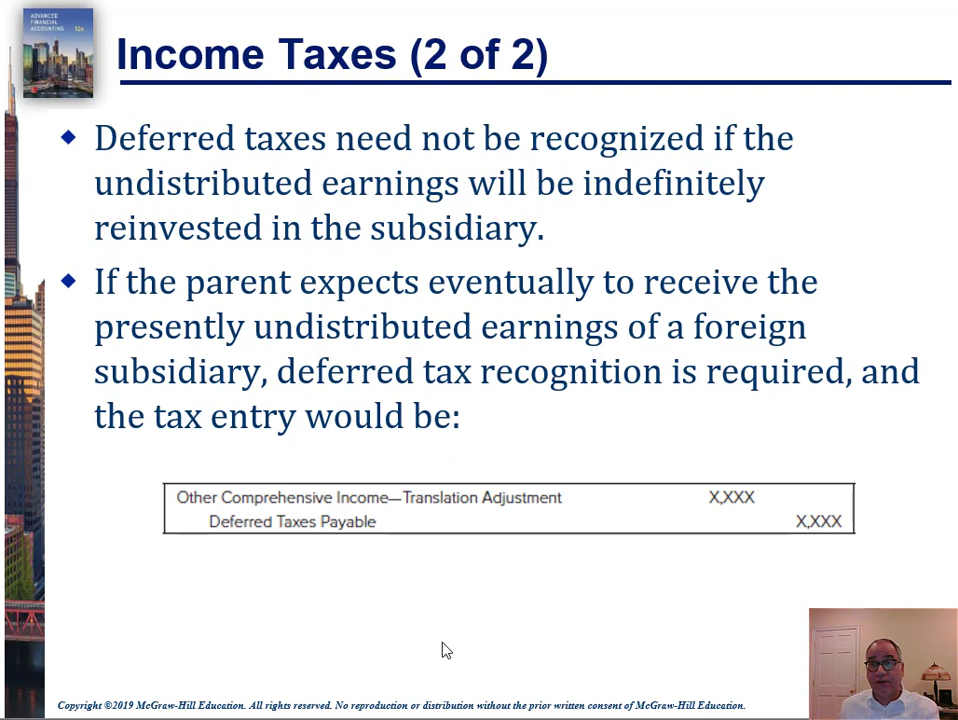 ADVANCED
FINANCIAL
ACCOUNTING 12e
Income Taxes (2 of 2)
Deferred taxes need not be recognized if the
undistributed earnings will be indefinitely
reinvested in the subsidiary.
If the parent expects eventually to receive the
presently undistributed earnings of a foreign
subsidiary, deferred tax recognition is required, and
the tax entry would be:
Other Comprehensive Income—Translation Adjustment X,XXX
Deferred Taxes Payable X,XXX
Copyright ©2019 McGraw-Hill Education. All rights reserved. No reproduction or distribution without the prior written consent of McGraw-Hill Education.